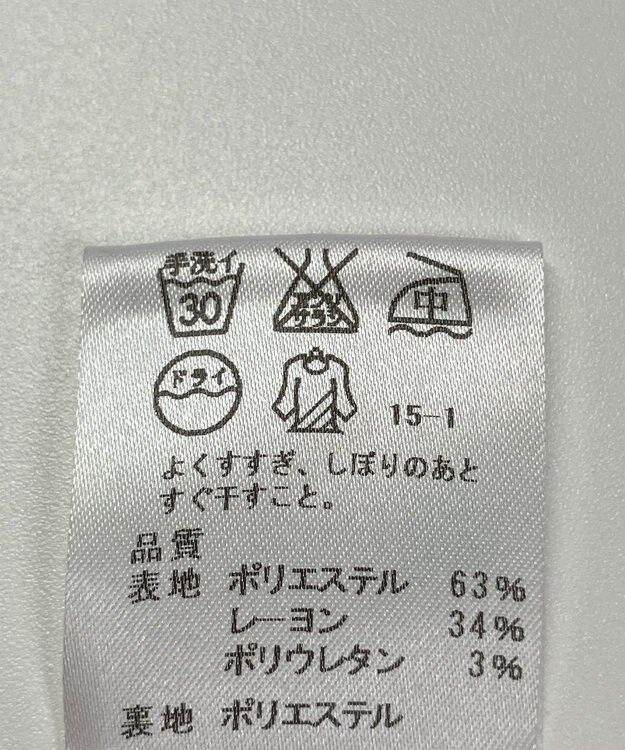 手洗イ
30
エンソ
サラシ
中
ドライ
15-1
よくすすぎ、しぼりのあと
すぐ干すこと。
品質
表地 ポリエステル 63%
レーヨン 34%
ポリウレタン 3%
裏地 ポリエステル